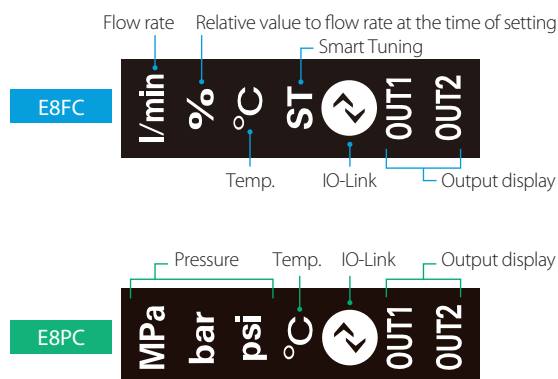 Flow rate
Relative value to flow rate at the time of setting
Smart Tuning
E8FC
l/min
%
°C
ST
OUT1
OUT2
Temp.
IO-Link
Output display
Pressure
Temp.
IO-Link
Output display
E8PC
MPa
bar
psi
°C
OUT1
OUT2